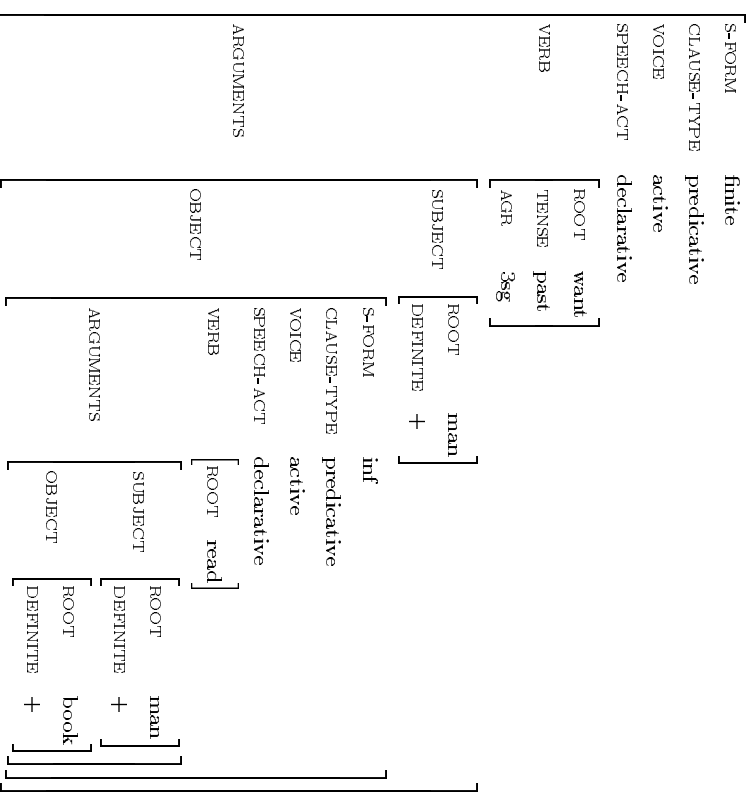 S-FORM finite
CLAUSE-TYPE predicative
VOICE active
SPEECH-ACT declarative
ROOT want
VERB TENSE past
AGR 3sg
ROOT man
SUBJECT
DEFINITE +
S-FORM inf
CLAUSE-TYPE predicative
VOICE active
SPEECH-ACT declarative
ARGUMENTS
VERB ROOT read
OBJECT
ROOT man
SUBJECT
DEFINITE +
ARGUMENTS
ROOT book
OBJECT
DEFINITE +